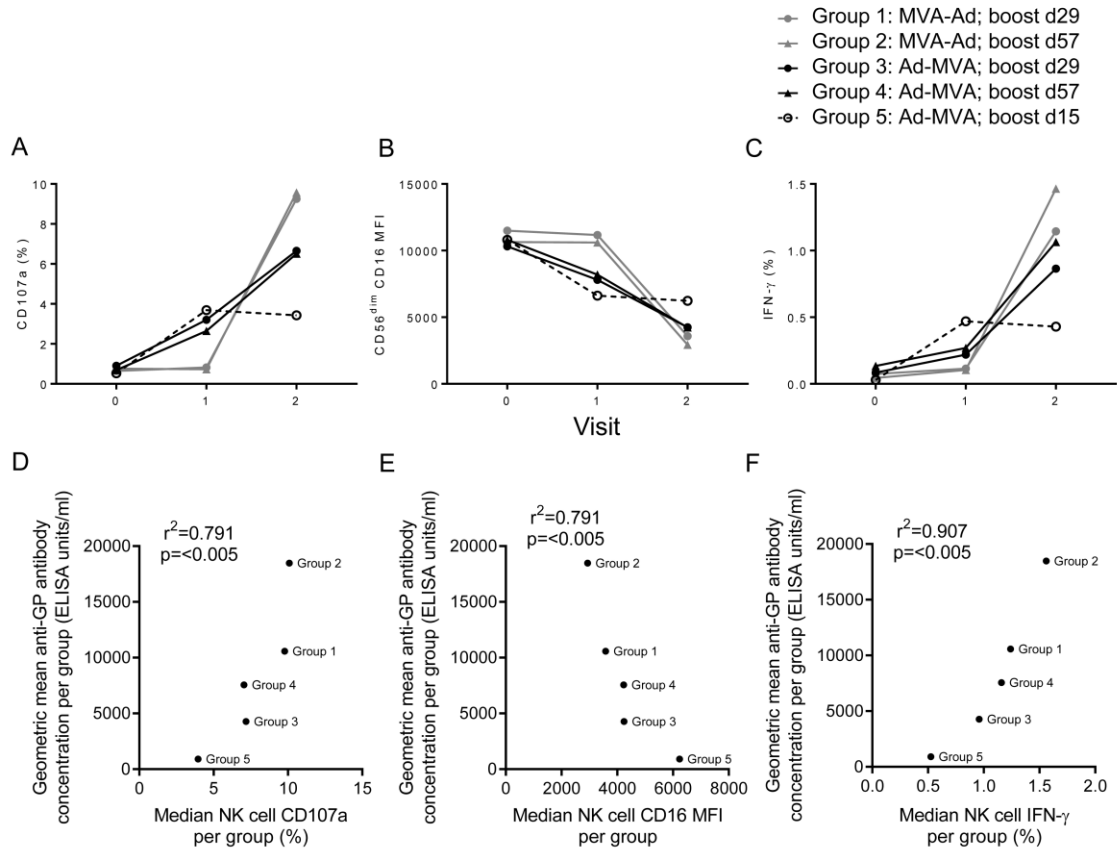 Group 1: MVA-Ad; boost d29
Group 2: MVA-Ad; boost d57
Group 3: Ad-MVA; boost d29
Group 4: Ad-MVA; boost d57
Group 5: Ad-MVA; boost d15
A
CD107a (%)
10
8
6
4
2
0
0 1 2
B
CD56dim CD16 MFI
15000
10000
5000
0
0 1 2
Visit
C
IFN-γ (%)
1.5
1.0
0.5
0.0
0 1 2
D
Geometric mean anti-GP antibody
concentration per group (ELISA units/ml)
r2=0.791
p=<0.005
20000
15000
10000
5000
0
Group 2
Group 1
Group 4
Group 3
Group 5
0 5 10 15
Median NK cell CD107a
per group (%)
E
Geometric mean anti-GP antibody
concentration per group (ELISA units/ml)
r2=0.791
p=<0.005
20000
15000
10000
5000
0
Group 2
Group 1
Group 4
Group 3
Group 5
0 2000 4000 6000 8000
Median NK cell CD16 MFI
per group
F
Geometric mean anti-GP antibody
concentration per group (ELISA units/ml)
r2=0.907
p=<0.005
20000
15000
10000
5000
0
Group 2
Group 1
Group 4
Group 3
Group 5
0.0 0.5 1.0 1.5 2.0
Median NK cell IFN-γ
per group (%)